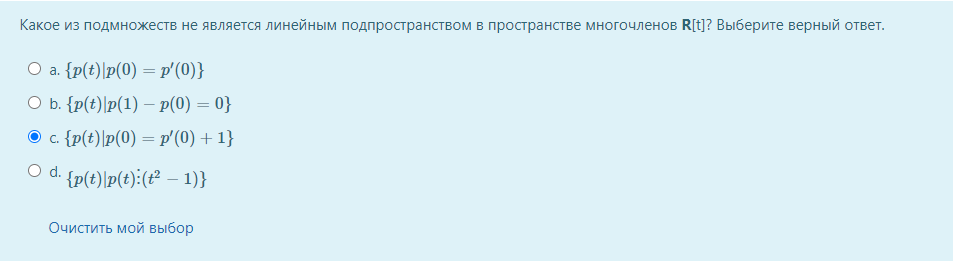 Какое из подмножеств не является линейным подпространством в пространстве многочленов R[t]? Выберите верный ответ.
a. {p(t)|p(0) = p′(0)}
b. {p(t)|p(1) − p(0) = 0}
c. {p(t)|p(0) = p′(0) + 1}
d. {p(t)|p(t)⋮(t² − 1)}
Очистить мой выбор